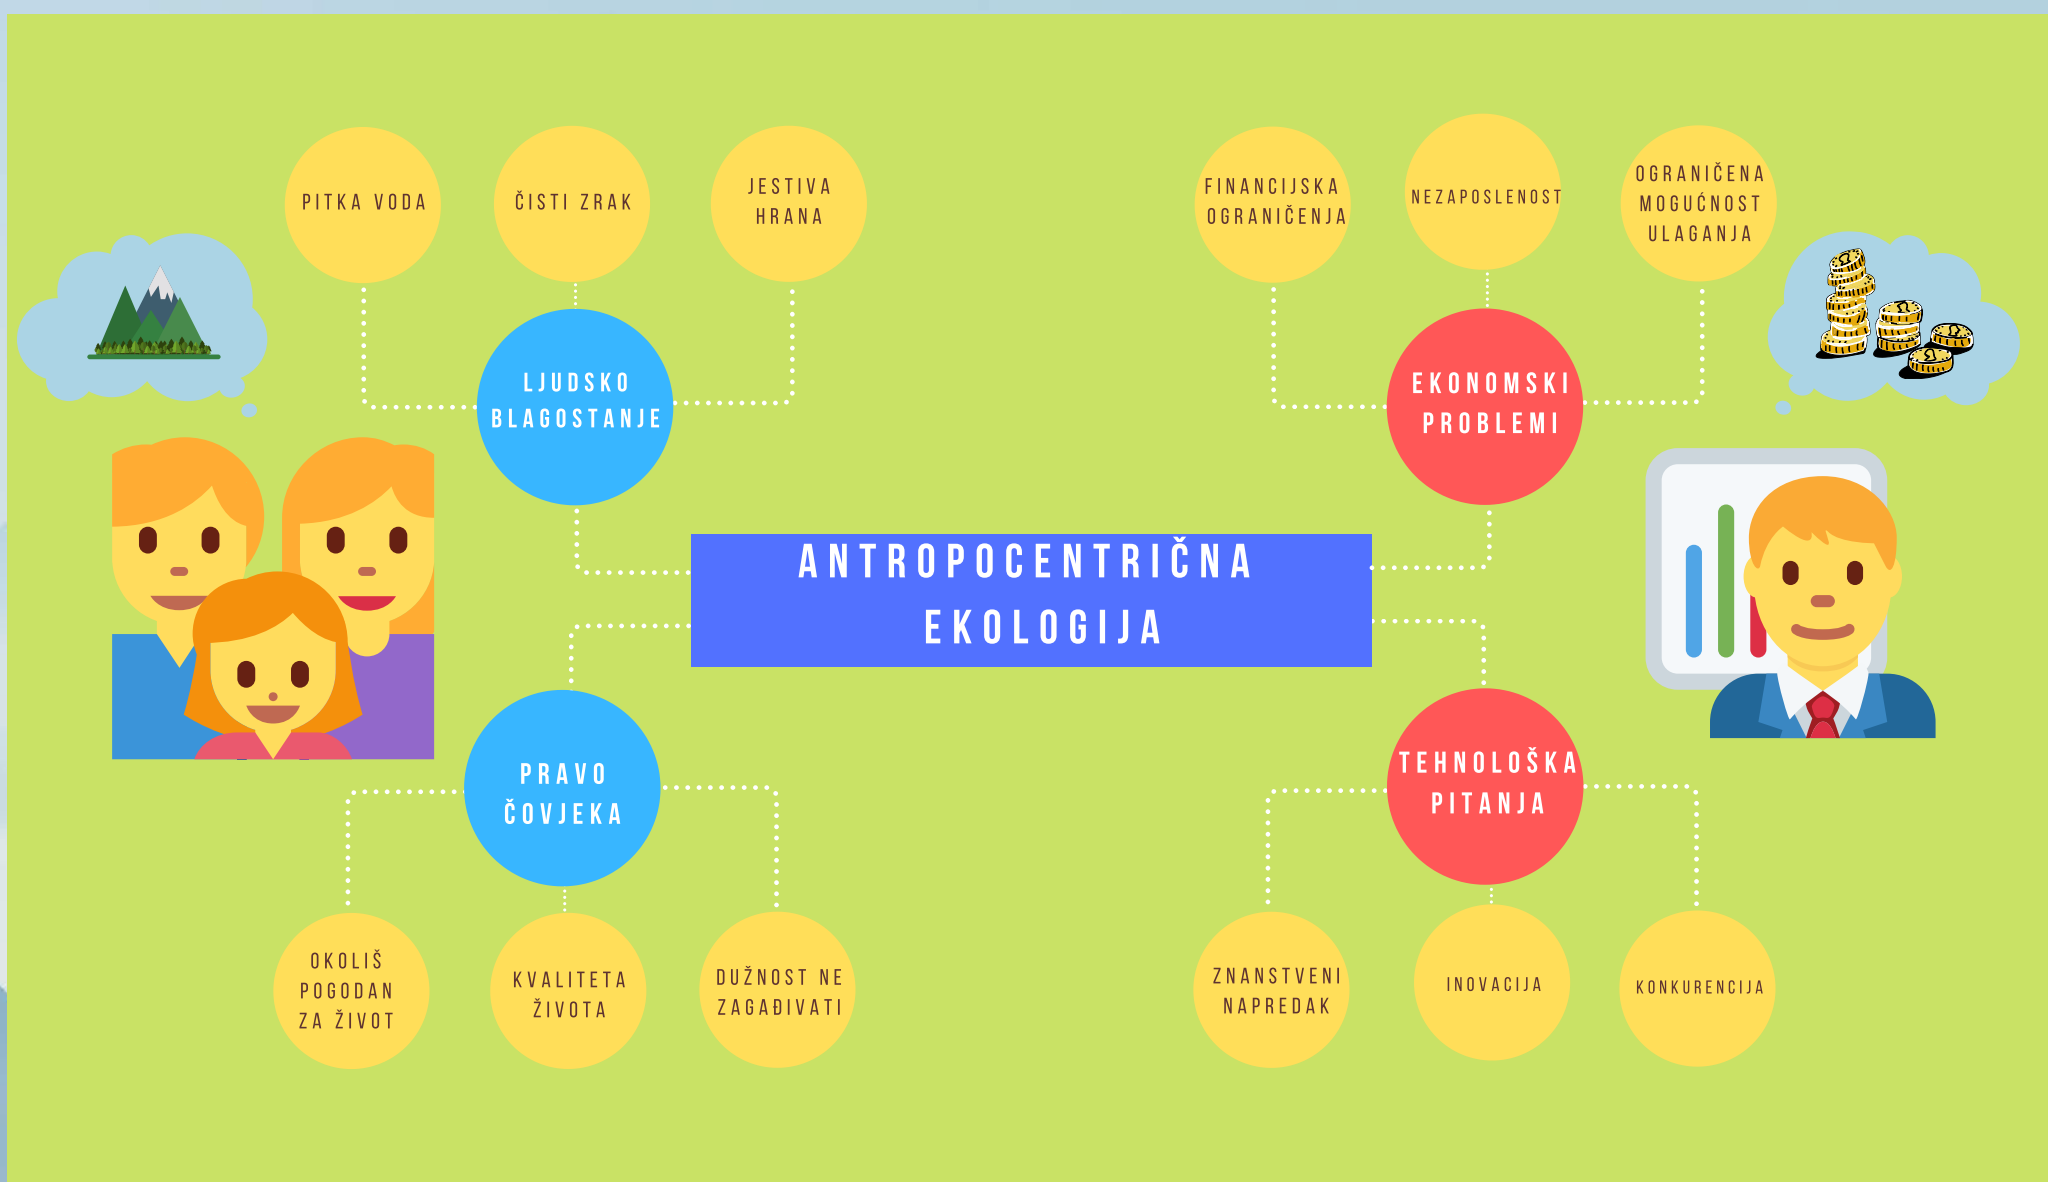 PITKA VODA
ČISTI ZRAK
JESTIVA
HRANA
FINANCIJSKA
OGRANIČENJA
NEZAPOSLENOST
OGRANIČENA
MOGUĆNOST
ULAGANJA
LJUDSKO
BLAGOSTANJE
EKONOMSKI
PROBLEMI
ANTROPOCENTRIČNA
EKOLOGIJA
PRAVO
ČOVJEKA
TEHNOLOŠKA
PITANJA
OKOLIŠ
POGODAN
ZA ŽIVOT
KVALITETA
ŽIVOTA
DUŽNOST NE
ZAGAĐIVATI
ZNANSTVENI
NAPREDAK
INOVACIJA
KONKURENCIJA